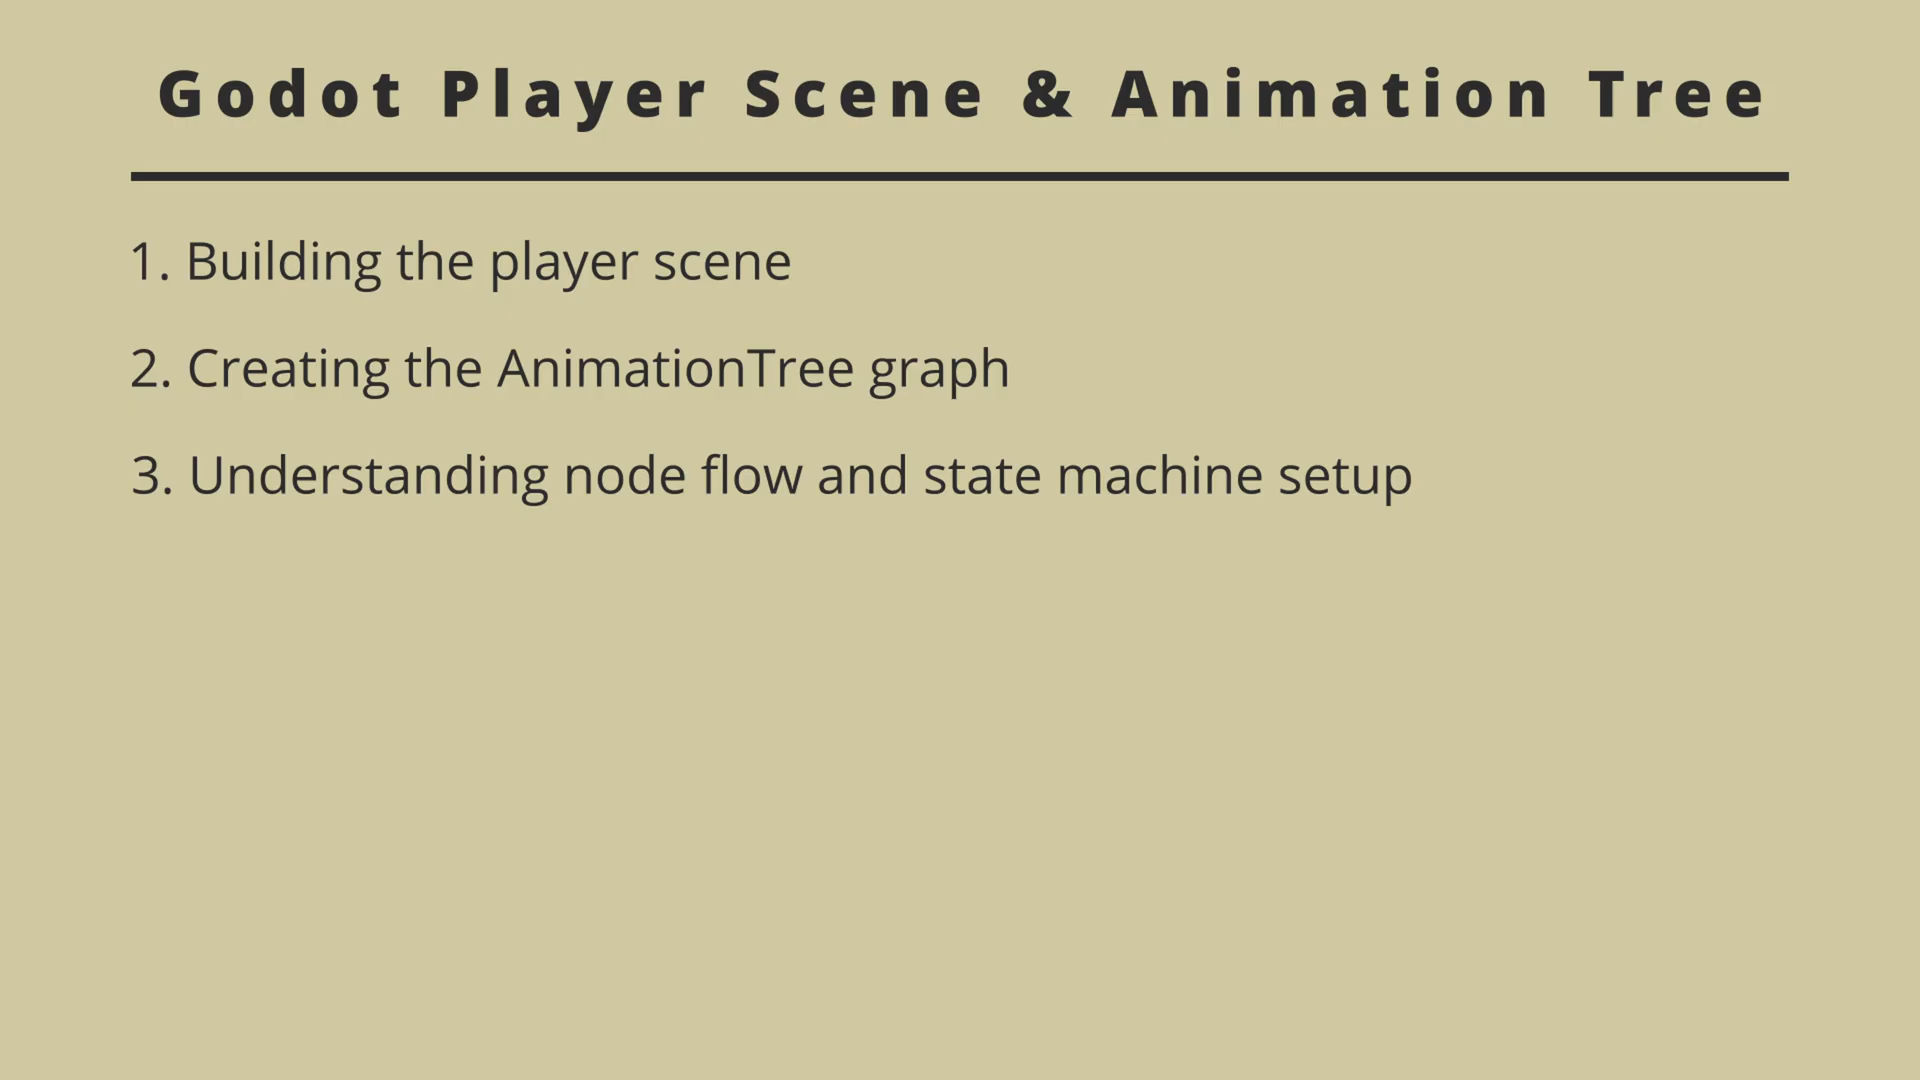 Godot Player Scene & Animation Tree
1. Building the player scene
2. Creating the AnimationTree graph
3. Understanding node flow and state machine setup